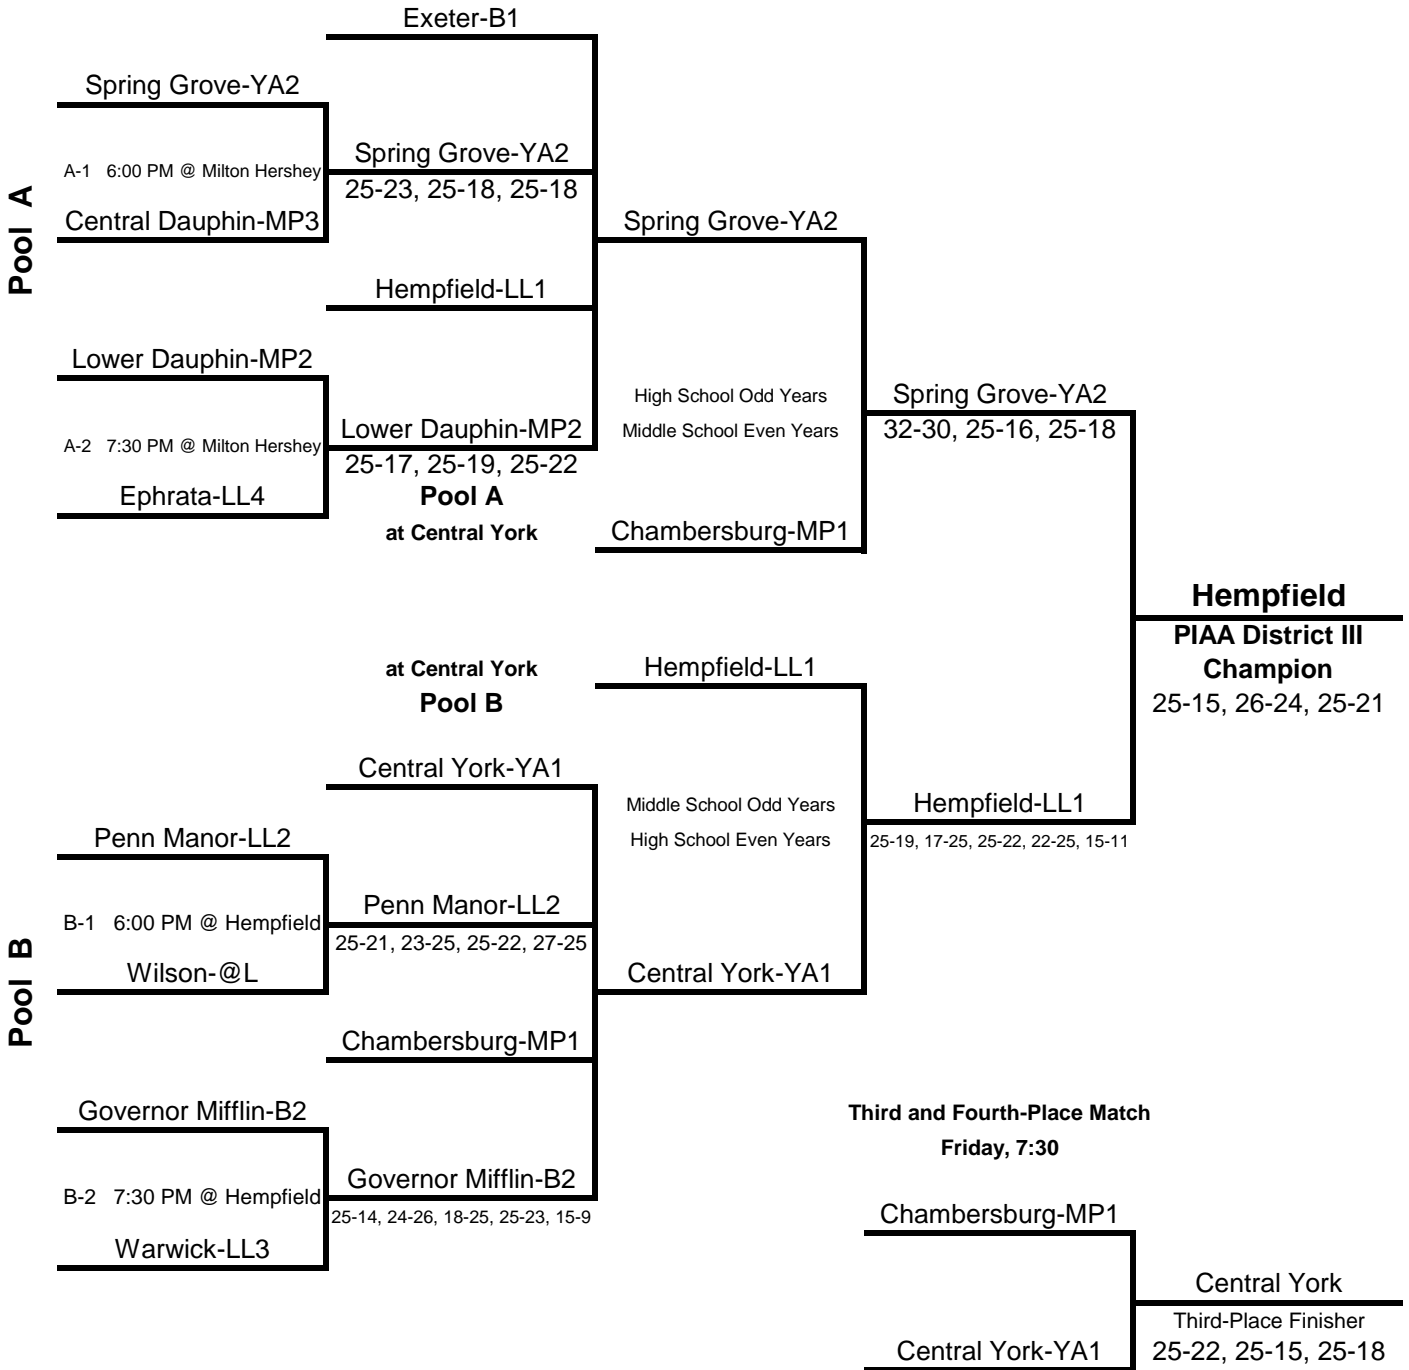 Exeter-B1
Spring Grove-YA2
A-1 6:00 PM @ Milton Hershey
Spring Grove-YA2
25-23, 25-18, 25-18
Central Dauphin-MP3
Pool A
Spring Grove-YA2
Hempfield-LL1
Lower Dauphin-MP2
High School Odd Years
Middle School Even Years
Spring Grove-YA2
32-30, 25-16, 25-18
A-2 7:30 PM @ Milton Hershey
Lower Dauphin-MP2
25-17, 25-19, 25-22
Ephrata-LL4
Pool A
at Central York
Chambersburg-MP1
Hempfield
PIAA District III
Champion
25-15, 26-24, 25-21
at Central York
Pool B
Hempfield-LL1
Central York-YA1
Middle School Odd Years
High School Even Years
Hempfield-LL1
25-19, 17-25, 25-22, 22-25, 15-11
Penn Manor-LL2
B-1 6:00 PM @ Hempfield
Penn Manor-LL2
25-21, 23-25, 25-22, 27-25
Wilson-@L
Pool B
Central York-YA1
Chambersburg-MP1
Governor Mifflin-B2
Third and Fourth-Place Match
Friday, 7:30
B-2 7:30 PM @ Hempfield
Governor Mifflin-B2
25-14, 24-26, 18-25, 25-23, 15-9
Warwick-LL3
Chambersburg-MP1
Central York
Third-Place Finisher
25-22, 25-15, 25-18
Central York-YA1